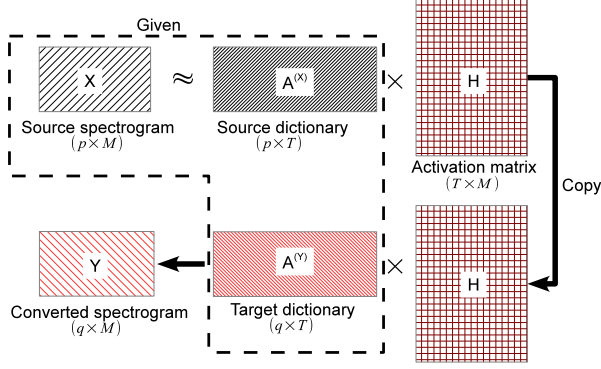 Given
X ≈ A(X) × H
Source spectrogram
(p×M)
Source dictionary
(p×T)
Activation matrix
(T×M)
Copy
Y A(Y) × H
Converted spectrogram
(q×M)
Target dictionary
(q×T)